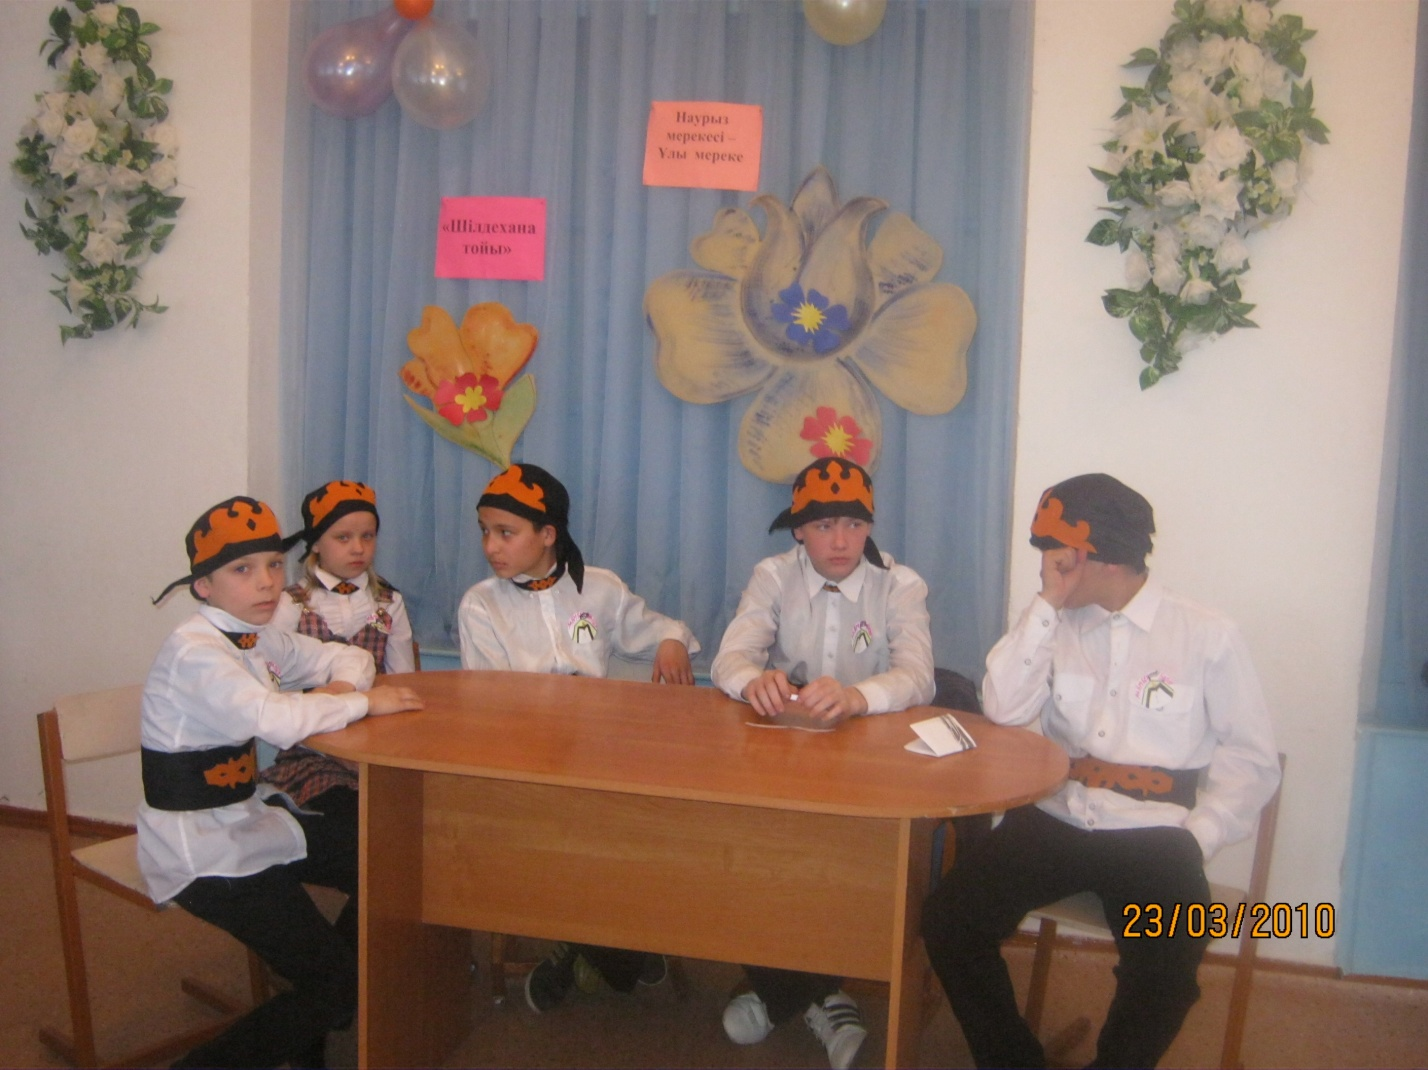 Наурыз
мерекесі –
Ұлы мереке
«Шілдехана
тойы»
23/03/2010